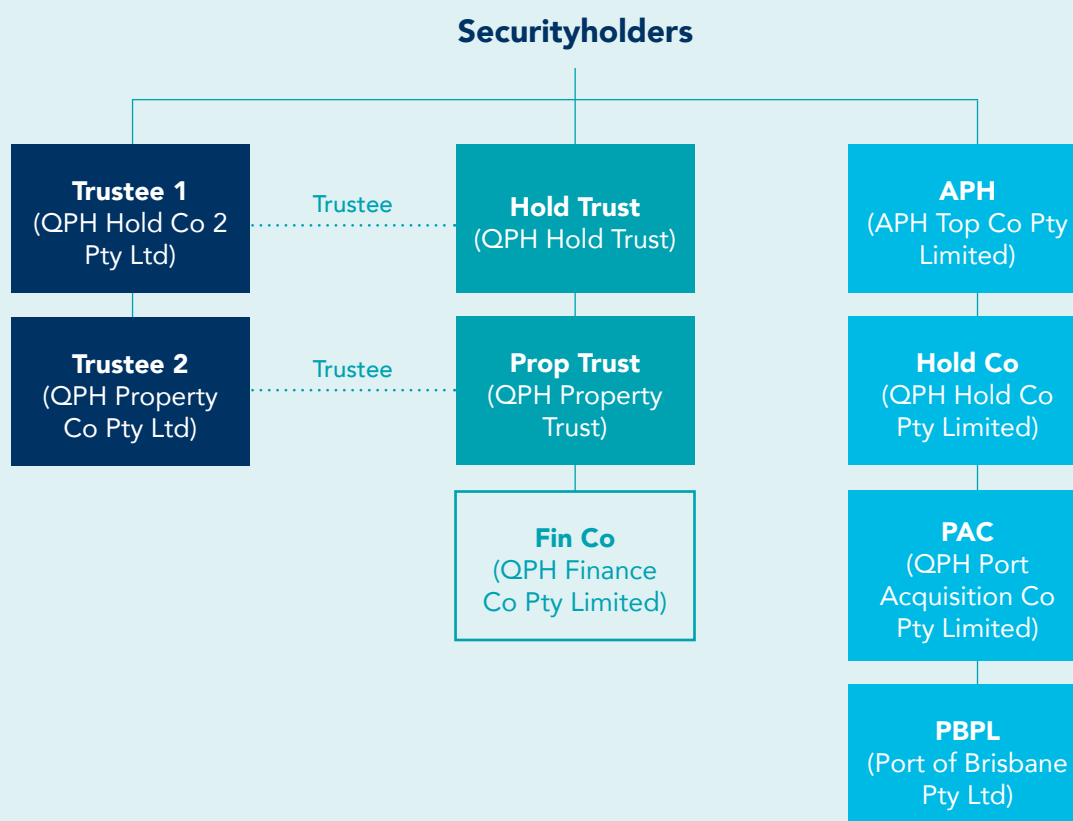 Securityholders
Trustee 1
(QPH Hold Co 2
Pty Ltd)
Trustee
Hold Trust
(QPH Hold Trust)
APH
(APH Top Co Pty
Limited)
Trustee 2
(QPH Property
Co Pty Ltd)
Trustee
Prop Trust
(QPH Property
Trust)
Hold Co
(QPH Hold Co
Pty Limited)
Fin Co
(QPH Finance
Co Pty Limited)
PAC
(QPH Port
Acquisition Co
Pty Limited)
PBPL
(Port of Brisbane
Pty Ltd)